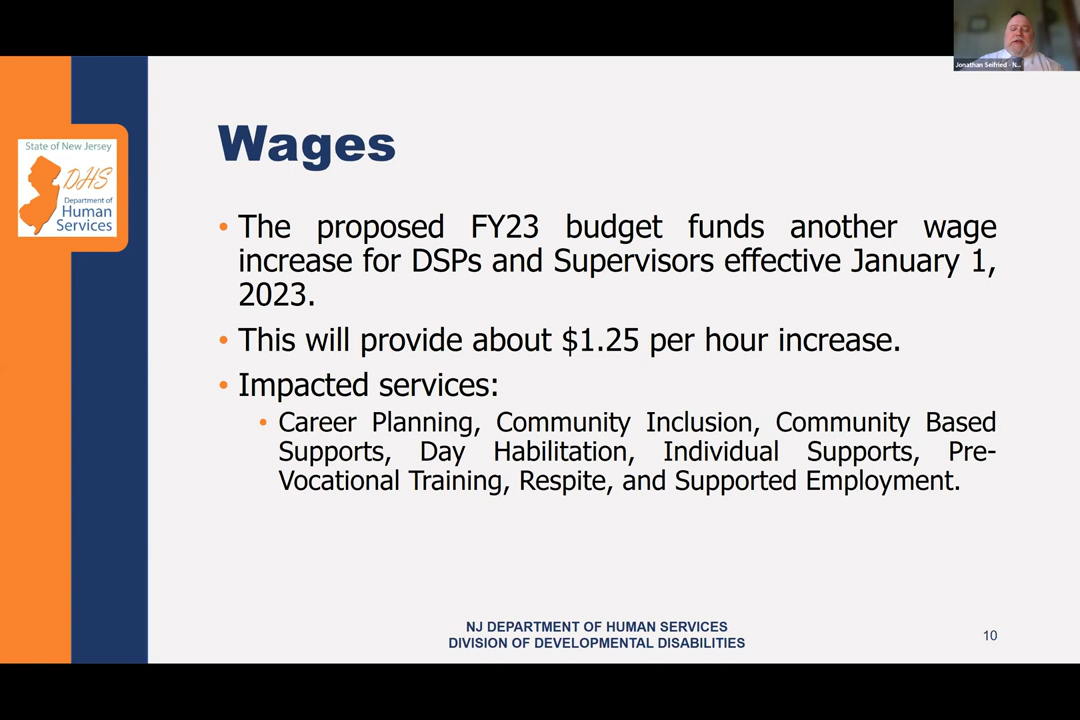 Jonathan Seifried - N...
State of New Jersey
DHS
Department of
Human
Services
Wages
• The proposed FY23 budget funds another wage
increase for DSPs and Supervisors effective January 1,
2023.
• This will provide about $1.25 per hour increase.
• Impacted services:
• Career Planning, Community Inclusion, Community Based
Supports, Day Habilitation, Individual Supports, Pre-
Vocational Training, Respite, and Supported Employment.
NJ DEPARTMENT OF HUMAN SERVICES
DIVISION OF DEVELOPMENTAL DISABILITIES
10